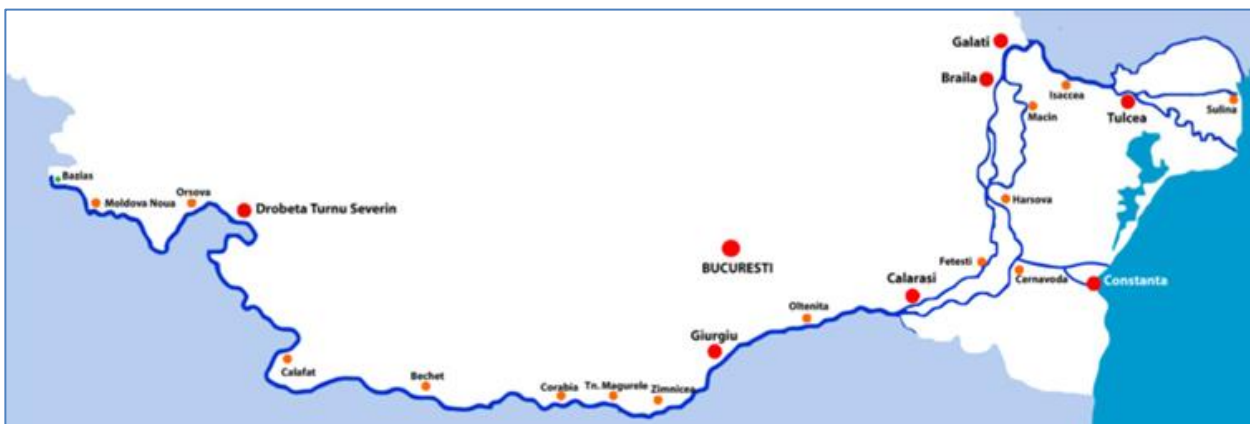 Galati
Braila
Isaccea
Macin
Tulcea
Sulina
Bazias
Moldova Noua
Orsova
Drobeta Turnu Severin
Harsova
BUCURESTI
Fetesti
Cernavoda
Calarasi
Constanta
Oltenita
Giurgiu
Calafat
Bechet
Corabia
Tn. Magurele
Zimnicea